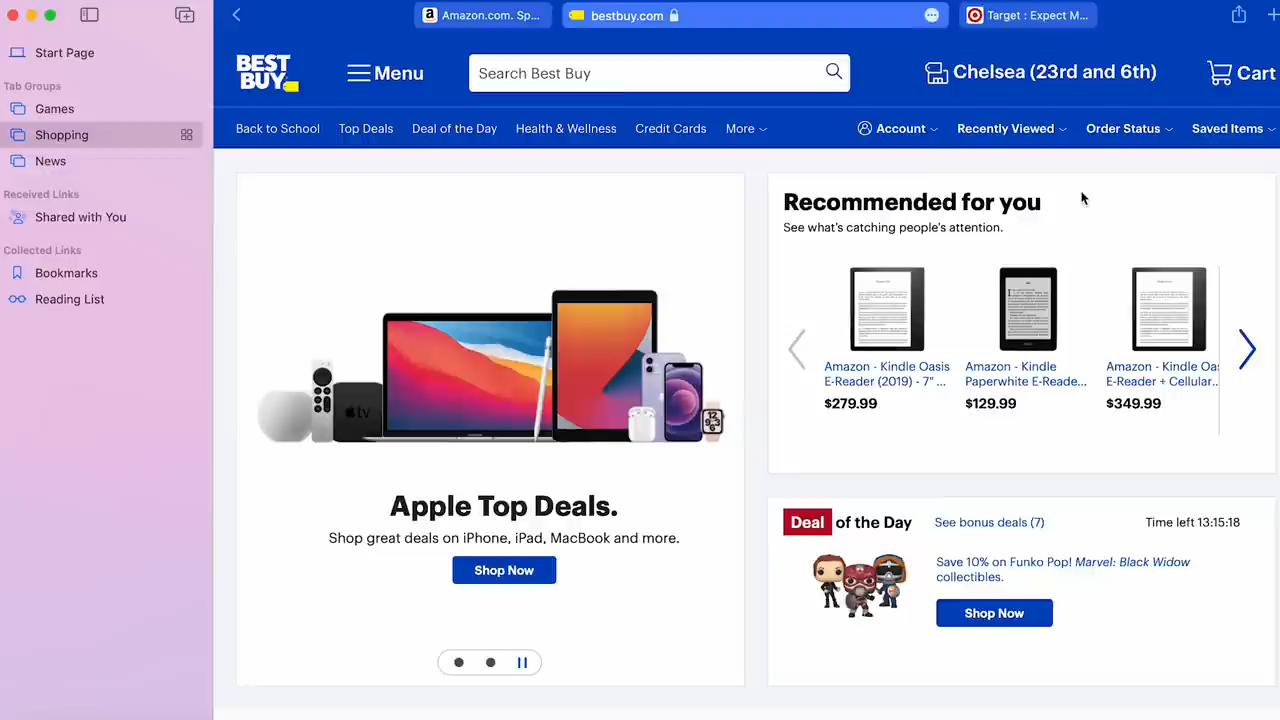 Amazon.com. Sp...
bestbuy.com
Target : Expect M...
Start Page
Tab Groups
Games
Shopping
News
Received Links
Shared with You
Collected Links
Bookmarks
Reading List
BEST
BUY
Menu
Search Best Buy
Chelsea (23rd and 6th)
Cart
Back to School
Top Deals
Deal of the Day
Health & Wellness
Credit Cards
More
Account
Recently Viewed
Order Status
Saved Items
tv
12
9 3
6
Apple Top Deals.
Shop great deals on iPhone, iPad, MacBook and more.
Shop Now
Recommended for you
See what's catching people's attention.
Amazon - Kindle Oasis
E-Reader (2019) - 7" ...
$279.99
Amazon - Kindle
Paperwhite E-Reade...
$129.99
Amazon - Kindle Oa
E-Reader + Cellular..
$349.99
Deal of the Day
See bonus deals (7)
Time left 13:15:18
Save 10% on Funko Pop! Marvel: Black Widow
collectibles.
Shop Now